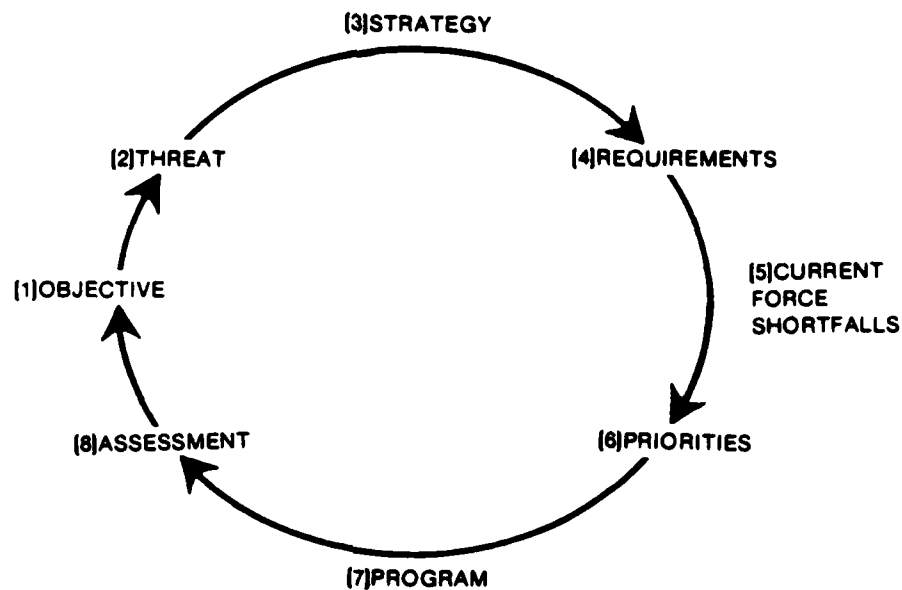 [3]STRATEGY
[2]THREAT
[4]REQUIREMENTS
[1]OBJECTIVE
[5]CURRENT
FORCE
SHORTFALLS
[8]ASSESSMENT
[6]PRIORITIES
[7]PROGRAM